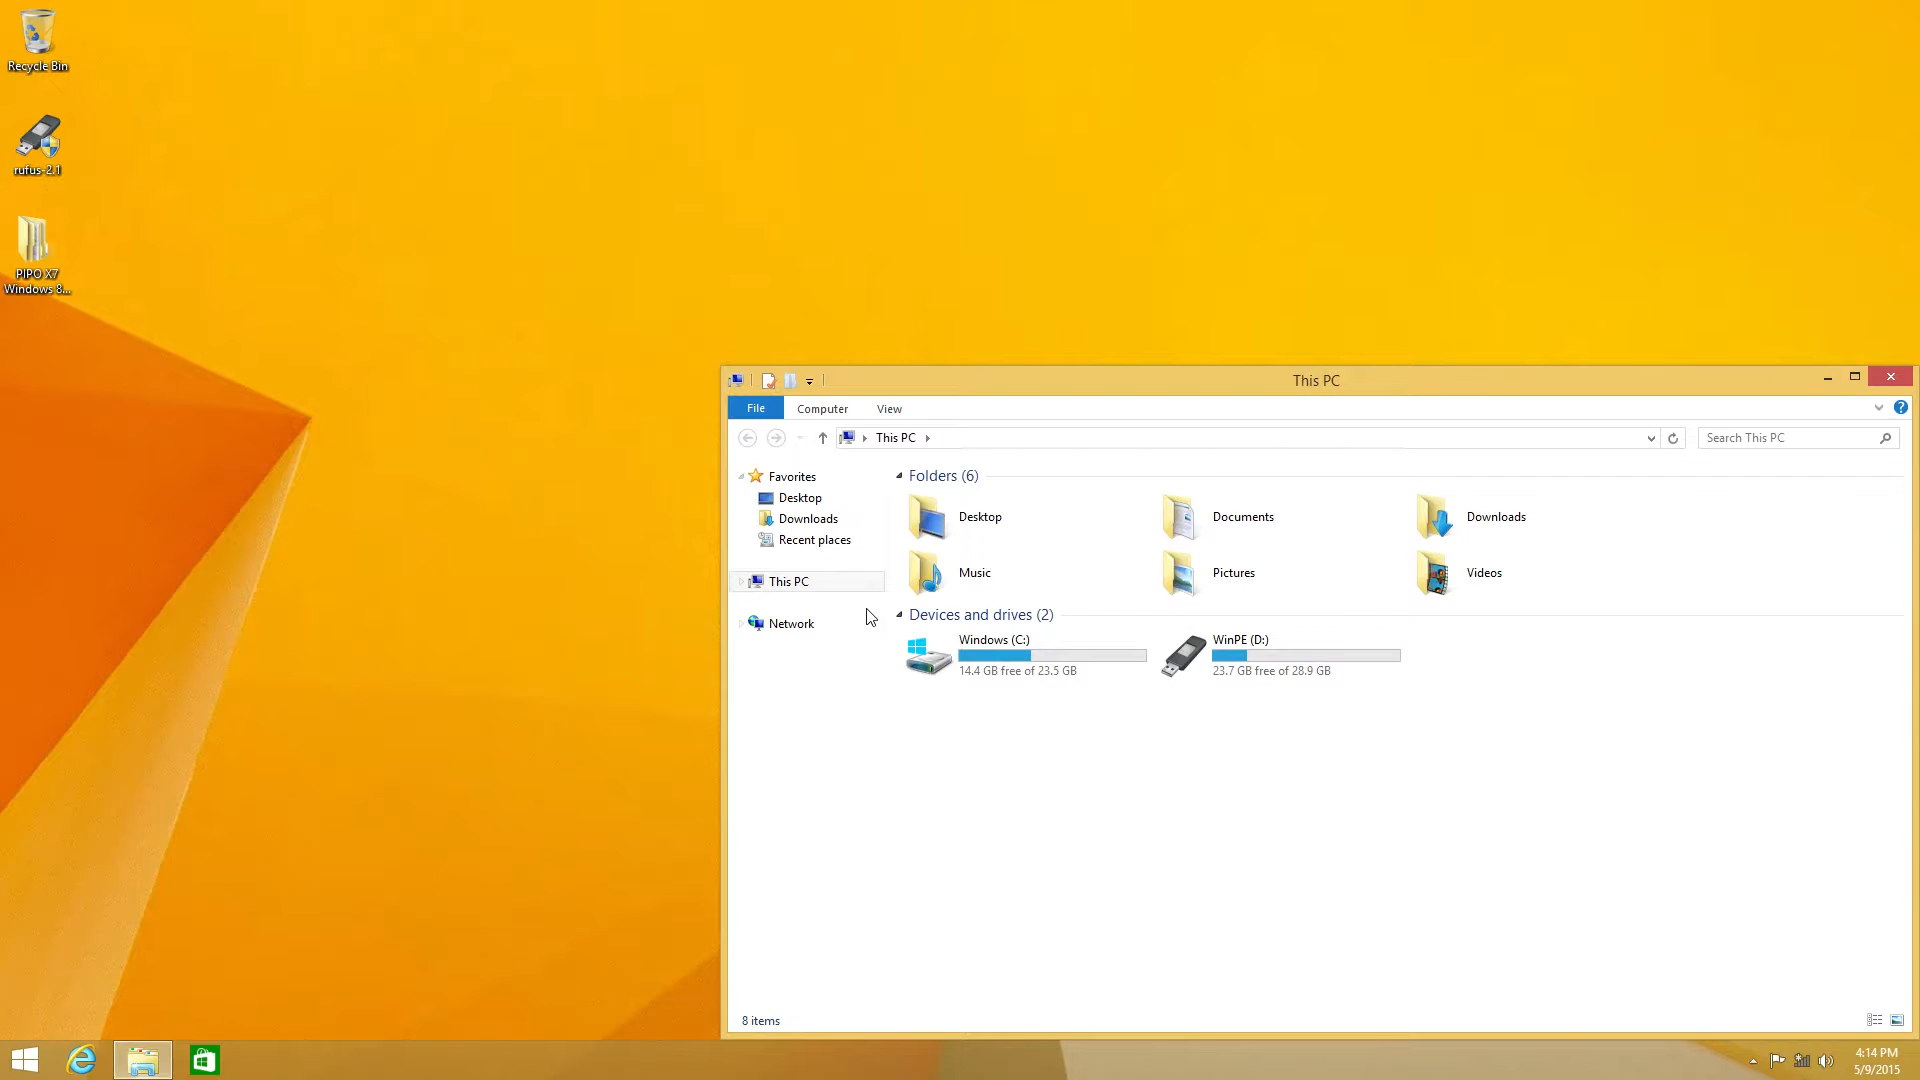 Recycle Bin
rufus-2.1
PIPO X7
Windows 8...
This PC
File
Computer
View
This PC
Search This PC
Favorites
Desktop
Downloads
Recent places
This PC
Network
Folders (6)
Desktop
Documents
Downloads
Music
Pictures
Videos
Devices and drives (2)
Windows (C:)
14.4 GB free of 23.5 GB
WinPE (D:)
23.7 GB free of 28.9 GB
8 items
4:14 PM
5/9/2015